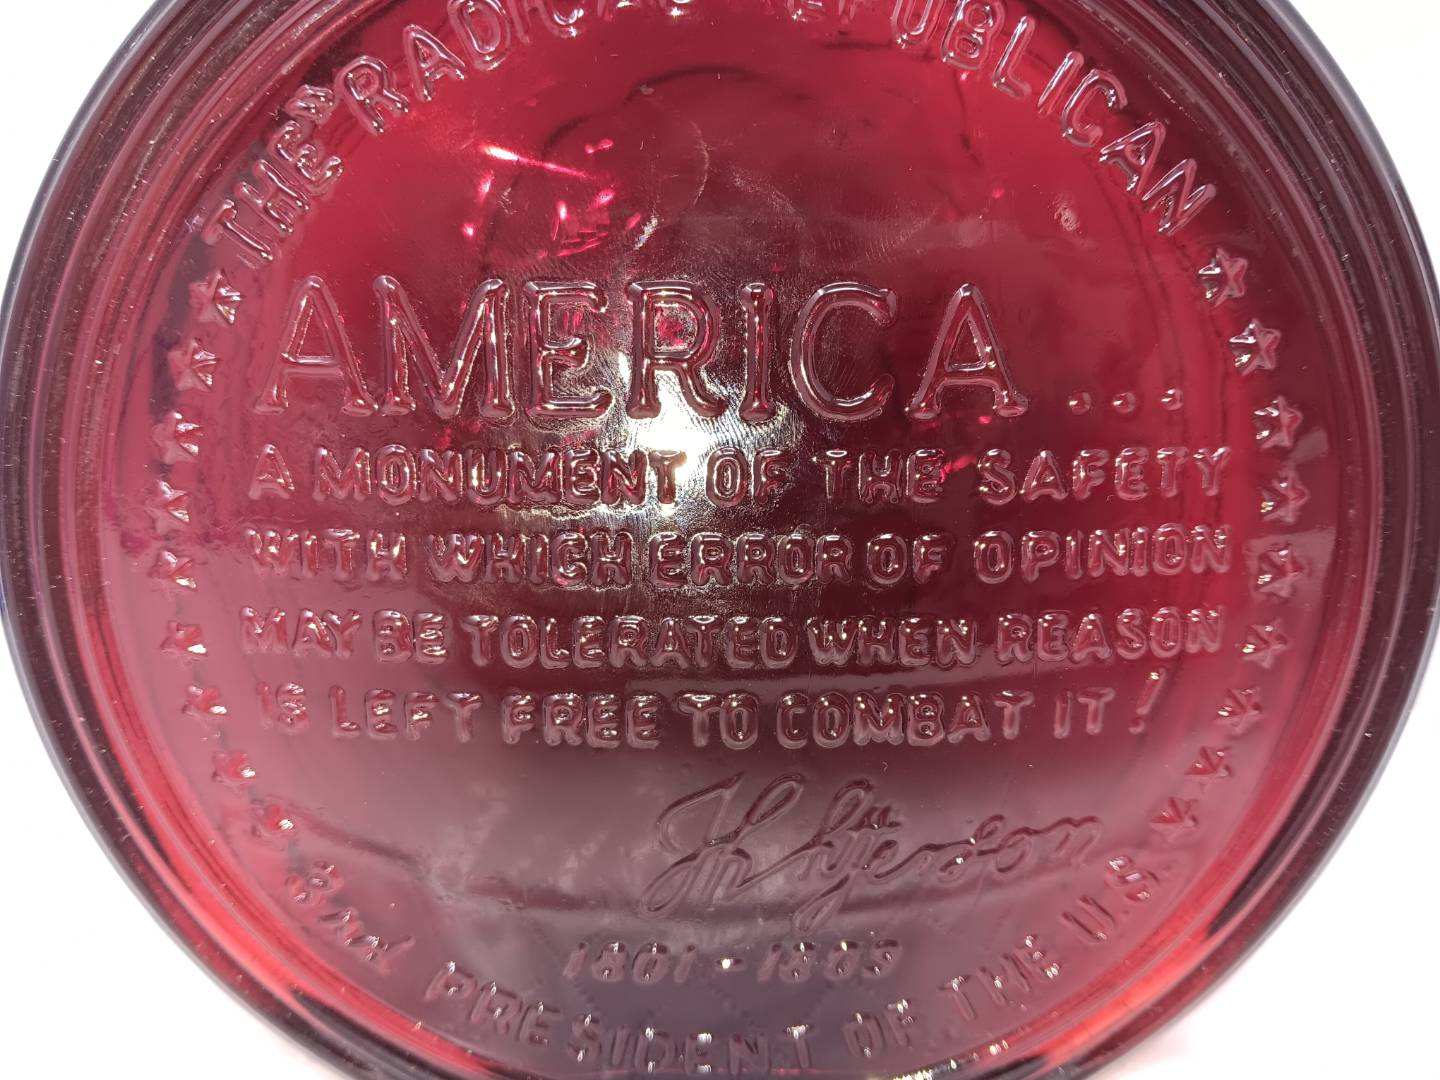 THE "RADICAL REPUBLICAN
AMERICA...
A MONUMENT OF THE SAFETY
WITH WHICH ERROR OF OPINION
MAY BE TOLERATED WHEN REASON
IS LEFT FREE TO COMBAT IT!
Th Jefferson
1801-1809
3rd PRESIDENT OF THE U.S.